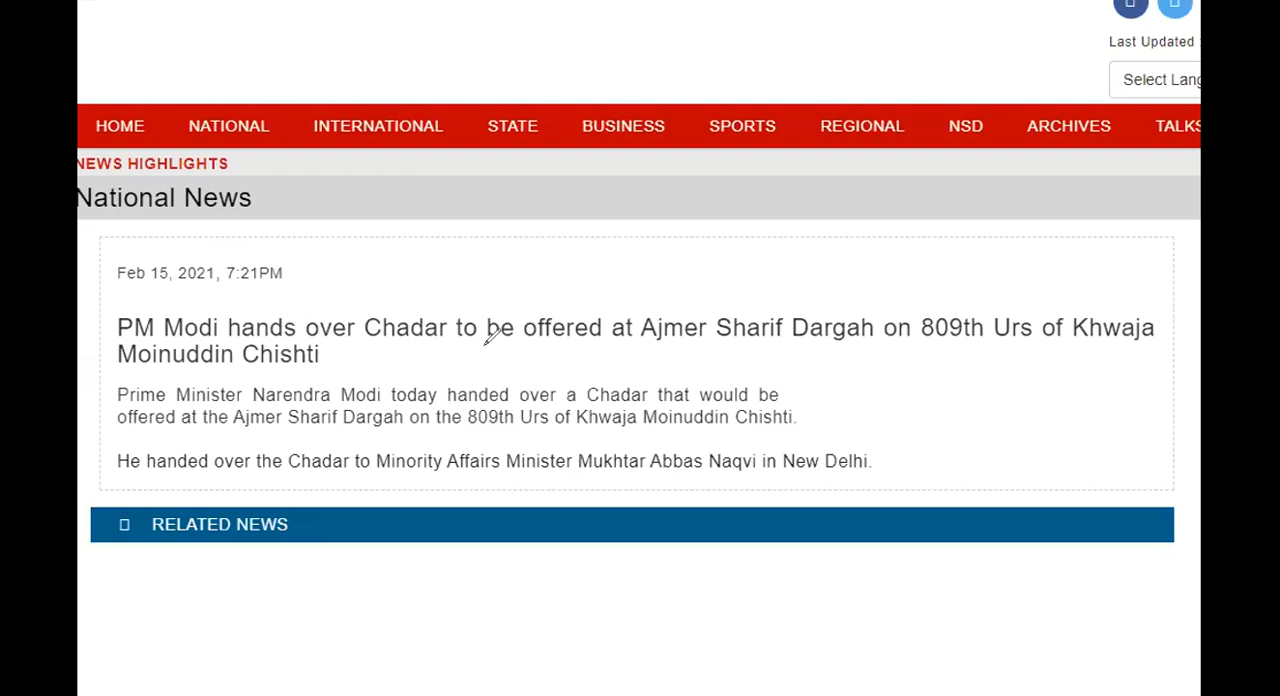 Last Updated :
Select Lang
HOME NATIONAL INTERNATIONAL STATE BUSINESS SPORTS REGIONAL NSD ARCHIVES TALKS
NEWS HIGHLIGHTS
National News
Feb 15, 2021, 7:21PM
PM Modi hands over Chadar to be offered at Ajmer Sharif Dargah on 809th Urs of Khwaja
Moinuddin Chishti
Prime Minister Narendra Modi today handed over a Chadar that would be
offered at the Ajmer Sharif Dargah on the 809th Urs of Khwaja Moinuddin Chishti.
He handed over the Chadar to Minority Affairs Minister Mukhtar Abbas Naqvi in New Delhi.
RELATED NEWS